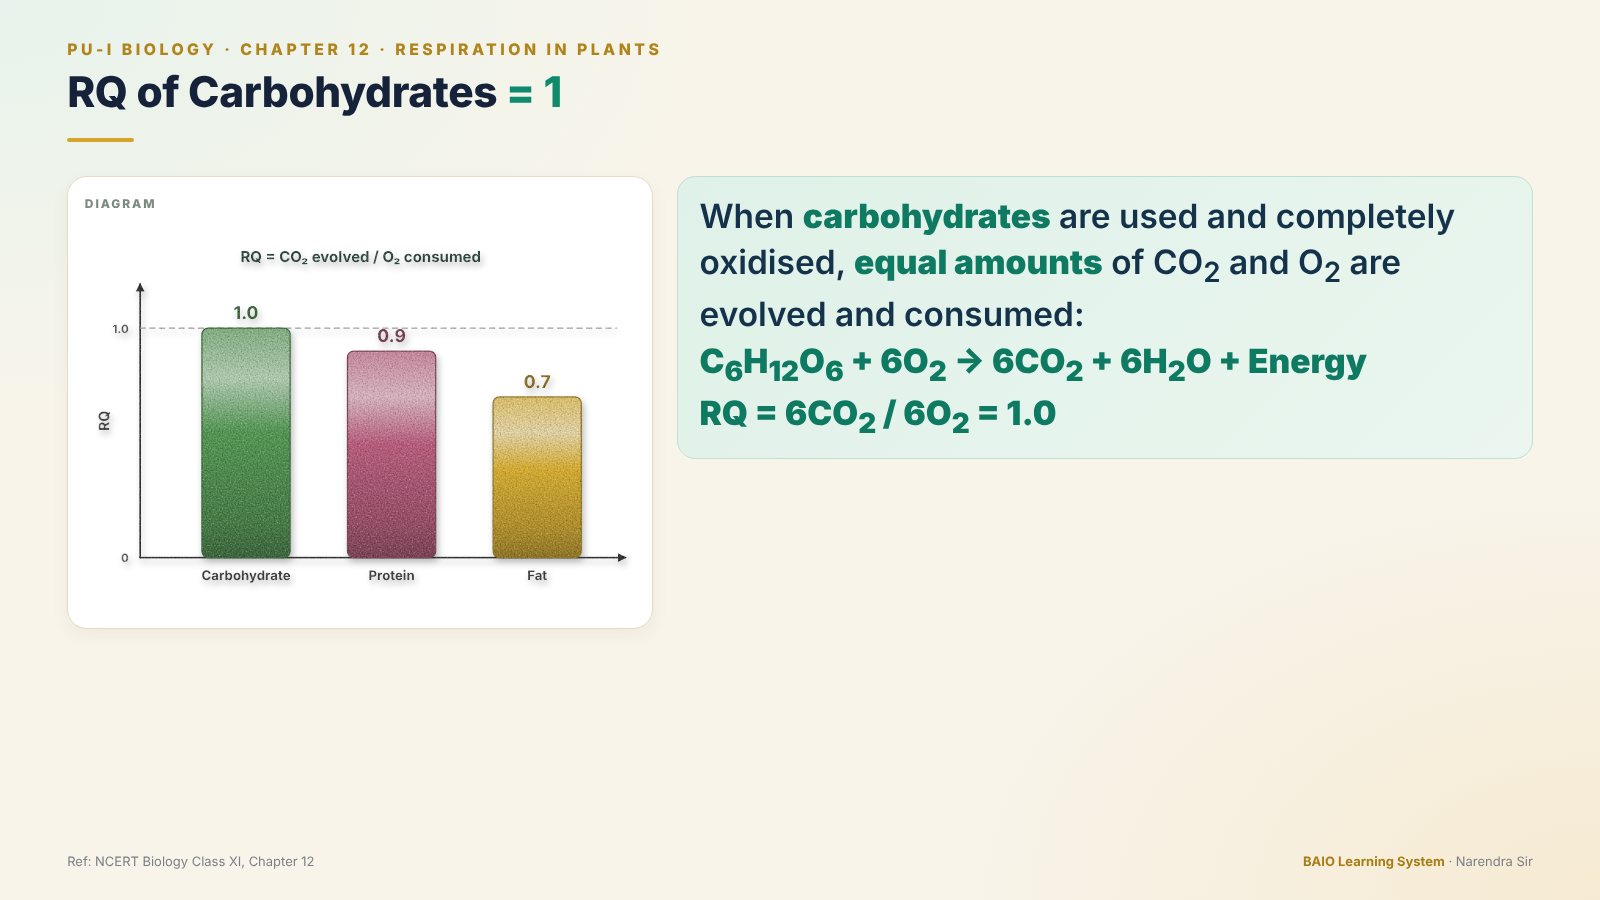 PU-I BIOLOGY · CHAPTER 12 · RESPIRATION IN PLANTS
RQ of Carbohydrates = 1
DIAGRAM
RQ = CO₂ evolved / O₂ consumed
1.0
1.0
0.9
0.7
RQ
0
Carbohydrate
Protein
Fat
When carbohydrates are used and completely
oxidised, equal amounts of CO₂ and O₂ are
evolved and consumed:
C₆H₁₂O₆ + 6O₂ → 6CO₂ + 6H₂O + Energy
RQ = 6CO₂ / 6O₂ = 1.0
Ref: NCERT Biology Class XI, Chapter 12
BAIO Learning System · Narendra Sir